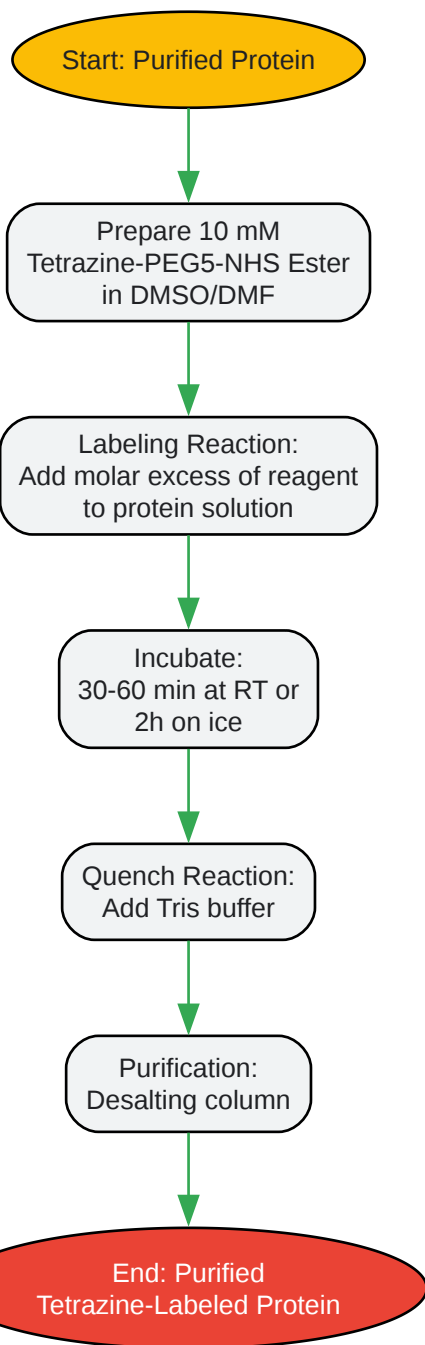 Start: Purified Protein
Prepare 10 mM
Tetrazine-PEG5-NHS Ester
in DMSO/DMF
Labeling Reaction:
Add molar excess of reagent
to protein solution
Incubate:
30-60 min at RT or
2h on ice
Quench Reaction:
Add Tris buffer
Purification:
Desalting column
End: Purified
Tetrazine-Labeled Protein